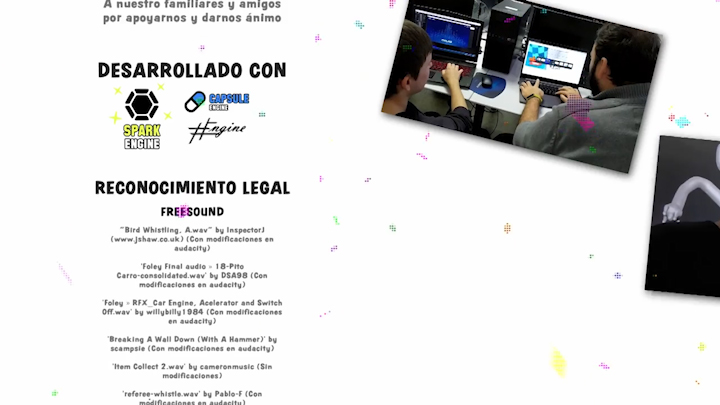 A nuestro familiares y amigos
por apoyarnos y darnos ánimo
DESARROLLADO CON
SPARK
ENGINE
CAPSULE
ENGINE
#Engine
RECONOCIMIENTO LEGAL
FREESOUND
"Bird Whistling, A.wav" by InspectorJ
(www.jshaw.co.uk) (Con modificaciones en
audacity)
'Foley Final audio - 18-Pito
Carro-consolidated.wav' by DSA98 (Con
modificaciones en audacity)
'Foley - RFX_Car Engine, Acelerator and Switch
Off.wav' by willybilly1984 (Con modificaciones
en audacity)
'Breaking A Wall Down (With A Hammer)' by
scampsie (Con modificaciones en audacity)
'Item Collect 2.wav' by cameronmusic (Sin
modificaciones)
'referee-whistle.wav' by Pablo-F (Con
modificaciones en audacity)